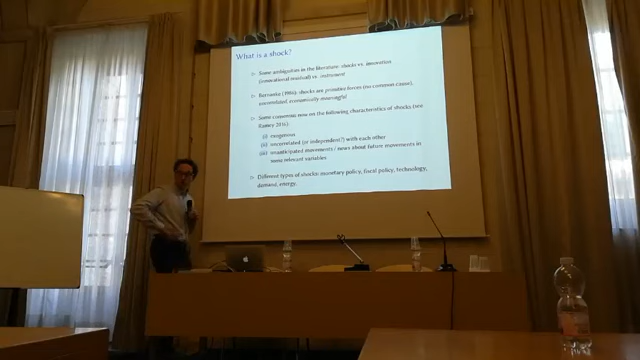 What is a shock?
▷ Some ambiguities in the literature: shocks vs. innovation
(reduced form residual) vs. instrument
▷ Bernanke (1986): shocks are primitive forces (no common cause),
uncorrelated, economically meaningful
▷ Some consensus now on the following characteristics of shocks (see
Ramey 2016):
(i) exogenous
(ii) uncorrelated (or independent?) with each other
(iii) unanticipated movements / news about future movements in
some relevant variables
▷ Different types of shocks: monetary policy, fiscal policy, technology,
demand, energy.